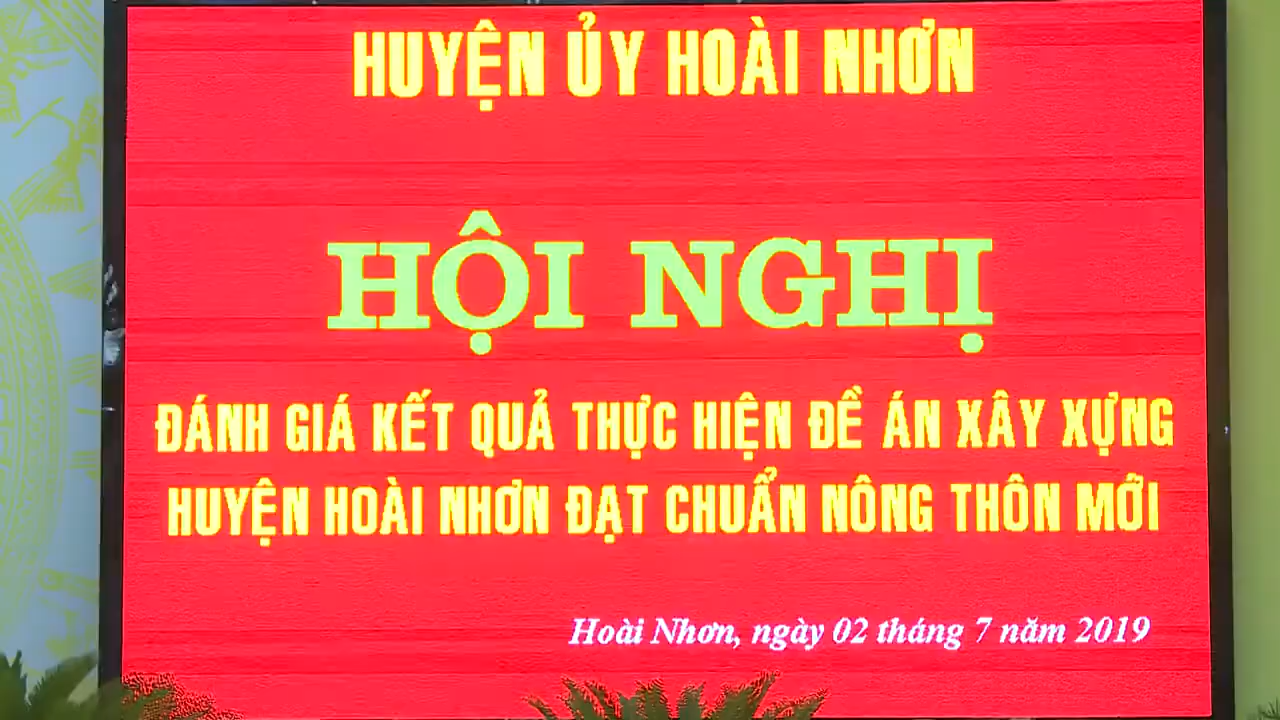 HUYỆN ỦY HOÀI NHƠN
HỘI NGHỊ
ĐÁNH GIÁ KẾT QUẢ THỰC HIỆN ĐỀ ÁN XÂY XỰNG
HUYỆN HOÀI NHƠN ĐẠT CHUẨN NÔNG THÔN MỚI
Hoài Nhơn, ngày 02 tháng 7 năm 2019